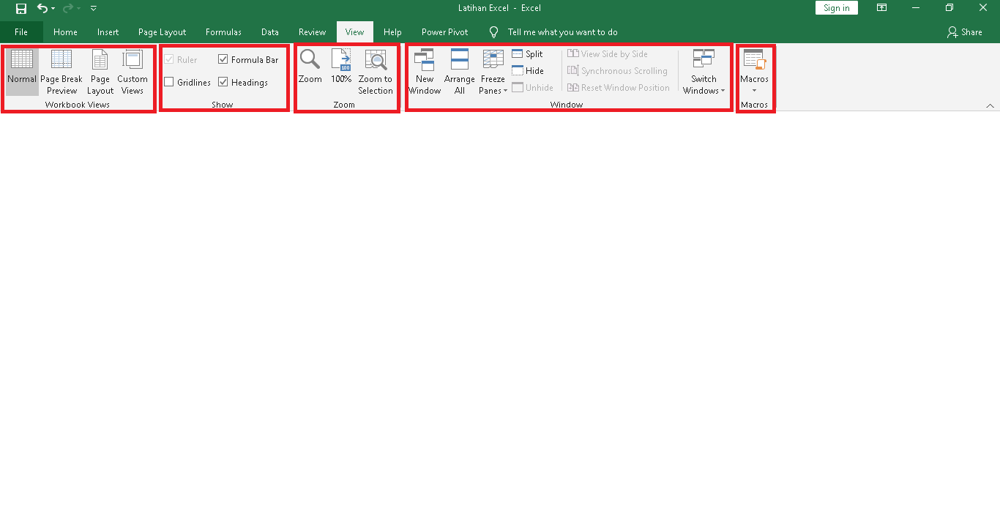 Latihan Excel - Excel
Sign in
File Home Insert Page Layout Formulas Data Review View Help Power Pivot Tell me what you want to do Share
Normal
Page Break
Preview
Page
Layout
Custom
Views
Workbook Views
Ruler
Formula Bar
Gridlines
Headings
Show
Zoom
100
100%
Zoom to
Selection
Zoom
New
Window
Arrange
All
Freeze
Panes
Split
Hide
Unhide
View Side by Side
Synchronous Scrolling
Reset Window Position
Switch
Windows
Window
Macros
Macros